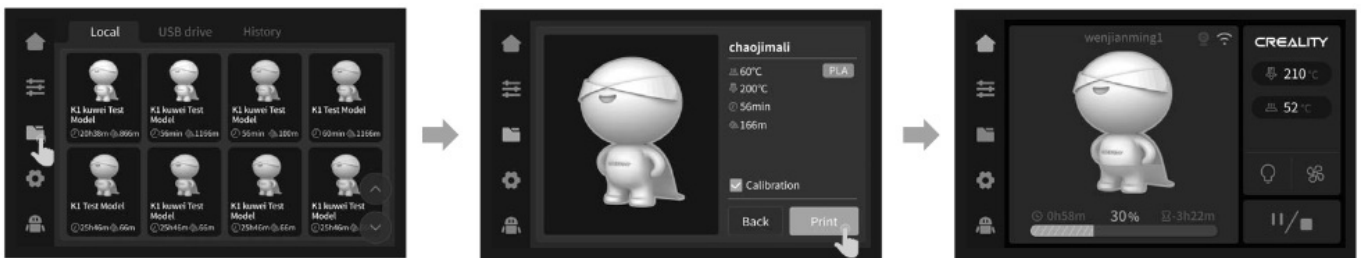 Local USB drive History
K1 kuwei Test Model
20h38m 866m
K1 kuwei Test Model
56min 1166m
K1 kuwei Test Model
56min 180m
K1 Test Model
60min 1166m
K1 Test Model
25h46m 66m
K1 kuwei Test Model
25h46m 66m
K1 kuwei Test Model
25h46m 66m
K1 kuwei Test Model
25h46m 66m
chaojimali
60°C PLA
200°C
56min
166m
Calibration
Back Print
wenjianming1
0h58m 30% -3h22m
CREALITY
210°C
52°C